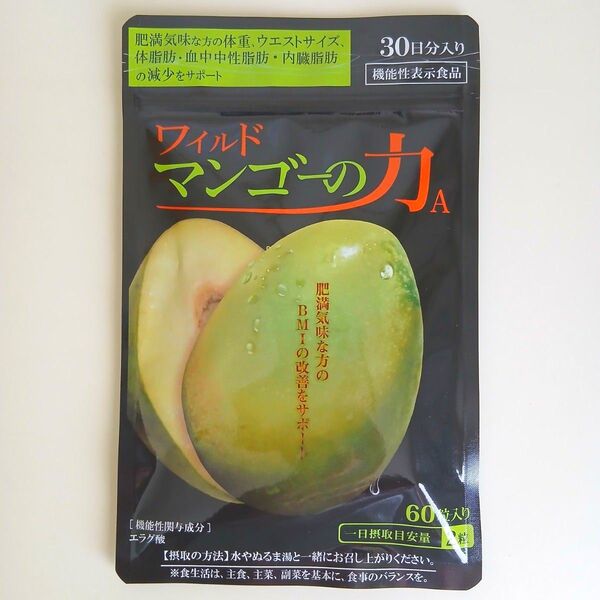 肥満気味な方の体重、ウエストサイズ、
体脂肪・血中中性脂肪・内臓脂肪
の減少をサポート
30日分入り
機能性表示食品
ワイルド
マンゴーの力A
肥満気味な方の
BMIの改善をサポート
60粒入り
一日摂取目安量 2粒
[機能性関与成分]
エラグ酸
【摂取の方法】水やぬるま湯と一緒にお召し上がりください。
※食生活は、主食、主菜、副菜を基本に、食事のバランスを。